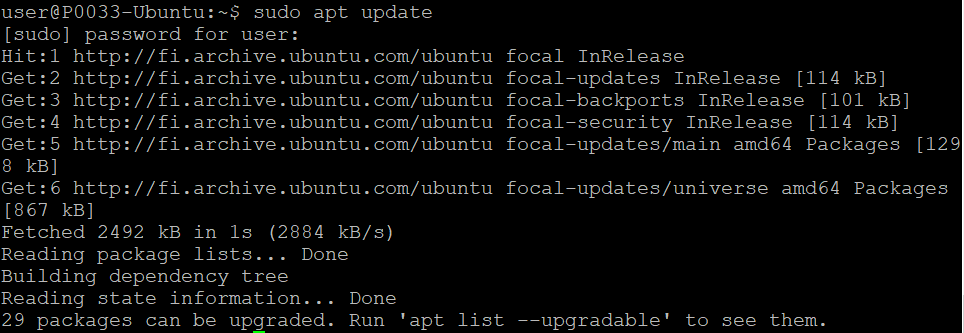 user@P0033-Ubuntu:~$ sudo apt update
[sudo] password for user:
Hit:1 http://fi.archive.ubuntu.com/ubuntu focal InRelease
Get:2 http://fi.archive.ubuntu.com/ubuntu focal-updates InRelease [114 kB]
Get:3 http://fi.archive.ubuntu.com/ubuntu focal-backports InRelease [101 kB]
Get:4 http://fi.archive.ubuntu.com/ubuntu focal-security InRelease [114 kB]
Get:5 http://fi.archive.ubuntu.com/ubuntu focal-updates/main amd64 Packages [129
8 kB]
Get:6 http://fi.archive.ubuntu.com/ubuntu focal-updates/universe amd64 Packages
[867 kB]
Fetched 2492 kB in 1s (2884 kB/s)
Reading package lists... Done
Building dependency tree
Reading state information... Done
29 packages can be upgraded. Run 'apt list --upgradable' to see them.